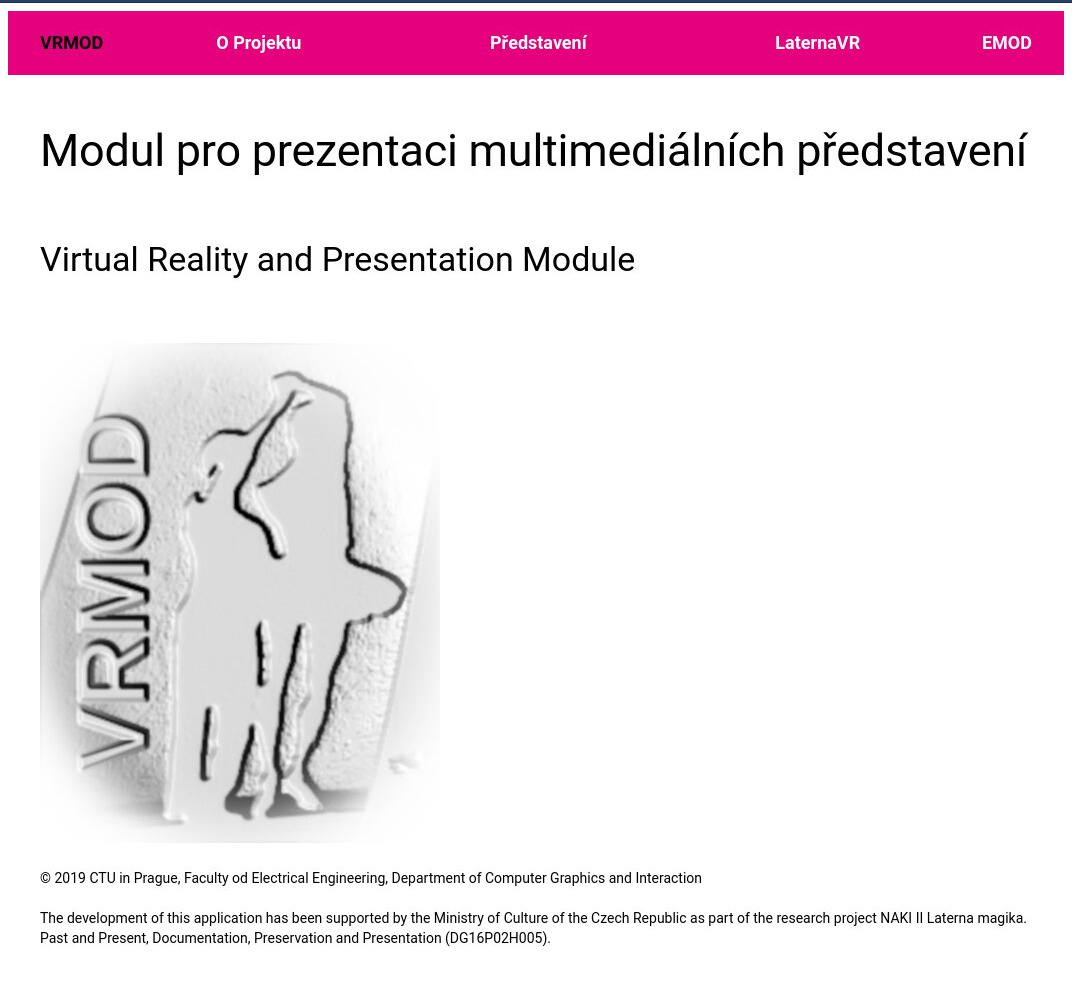 VRMOD O Projektu Představení LaternaVR EMOD
Modul pro prezentaci multimediálních představení
Virtual Reality and Presentation Module
VRMOD
© 2019 CTU in Prague, Faculty od Electrical Engineering, Department of Computer Graphics and Interaction
The development of this application has been supported by the Ministry of Culture of the Czech Republic as part of the research project NAKI II Laterna magika.
Past and Present, Documentation, Preservation and Presentation (DG16P02H005).